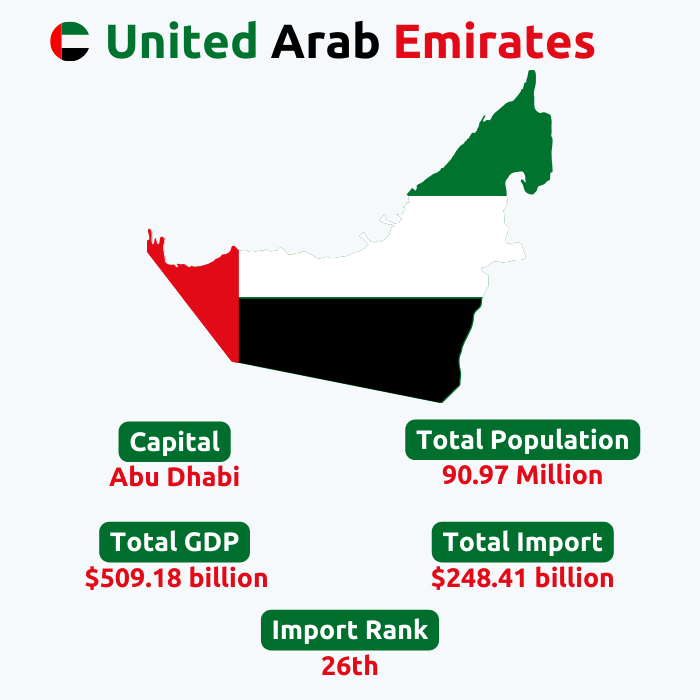 United Arab Emirates
Capital
Abu Dhabi
Total Population
90.97 Million
Total GDP
$509.18 billion
Total Import
$248.41 billion
Import Rank
26th